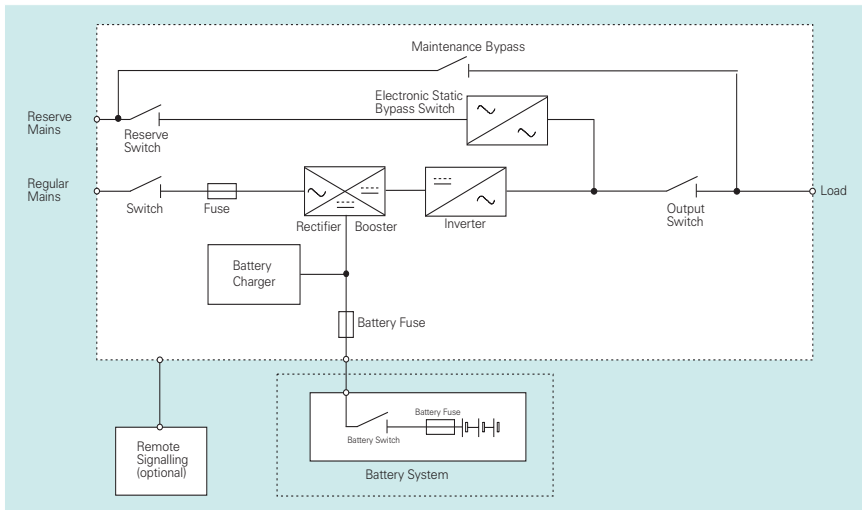 Maintenance Bypass
Electronic Static
Bypass Switch
Reserve
Mains
Reserve
Switch
Regular
Mains
Switch
Fuse
Rectifier
Booster
Inverter
Output
Switch
Load
Battery
Charger
Battery Fuse
Battery Fuse
Battery Switch
Remote
Signalling
(optional)
Battery System